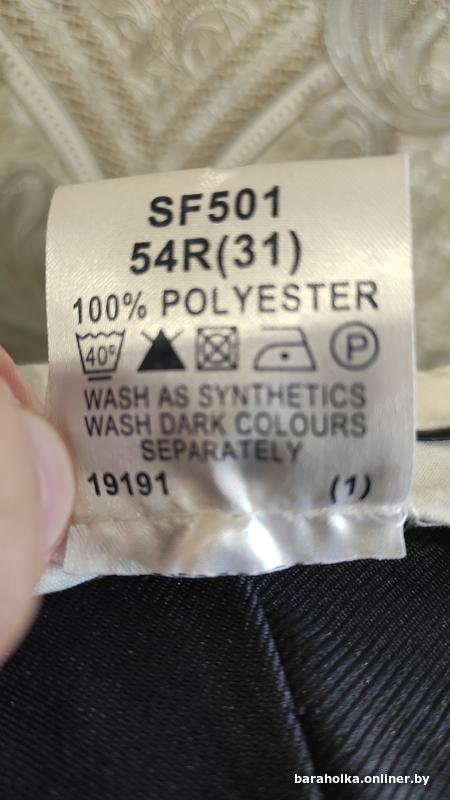 SF501
54R(31)
100% POLYESTER
40° P
WASH AS SYNTHETICS
WASH DARK COLOURS
SEPARATELY
19191 (1)
baraholka.onliner.by